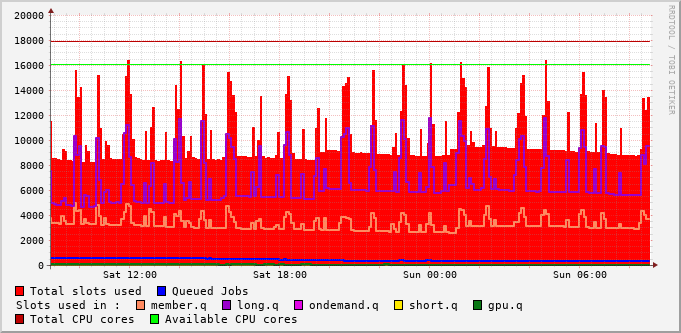 RRDTOOL / TOBI OETIKER
20000
18000
16000
14000
12000
10000
8000
6000
4000
2000
0
Sat 12:00 Sat 18:00 Sun 00:00 Sun 06:00
Total slots used Queued Jobs
Slots used in : member.q long.q ondemand.q short.q gpu.q
Total CPU cores Available CPU cores